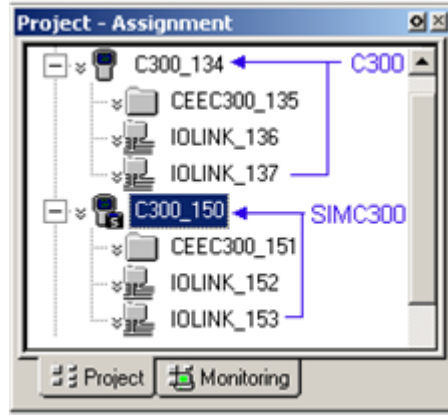 Project - Assignment
C300_134 C300
CEEC300_135
IOLINK_136
IOLINK_137
C300_150 SIMC300
CEEC300_151
IOLINK_152
IOLINK_153
Project Monitoring